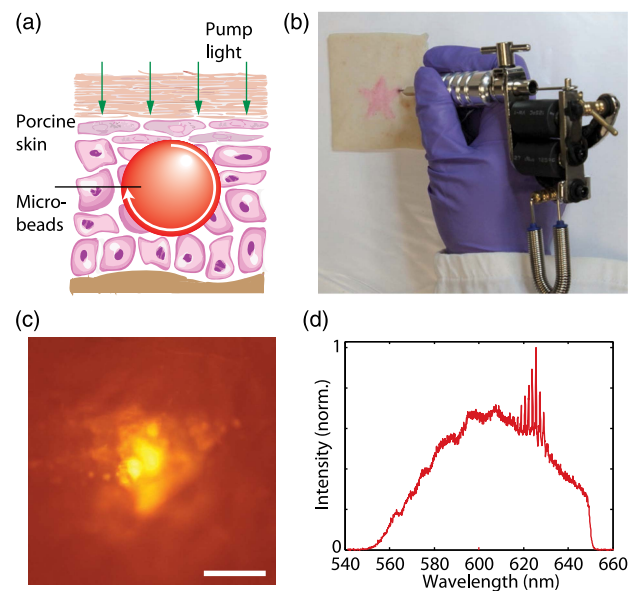 (a)
Pump
light
Porcine
skin
Micro-
beads
(b)
(c)
(d)
1
Intensity (norm.)
0
540
560
580
600
620
640
660
Wavelength (nm)